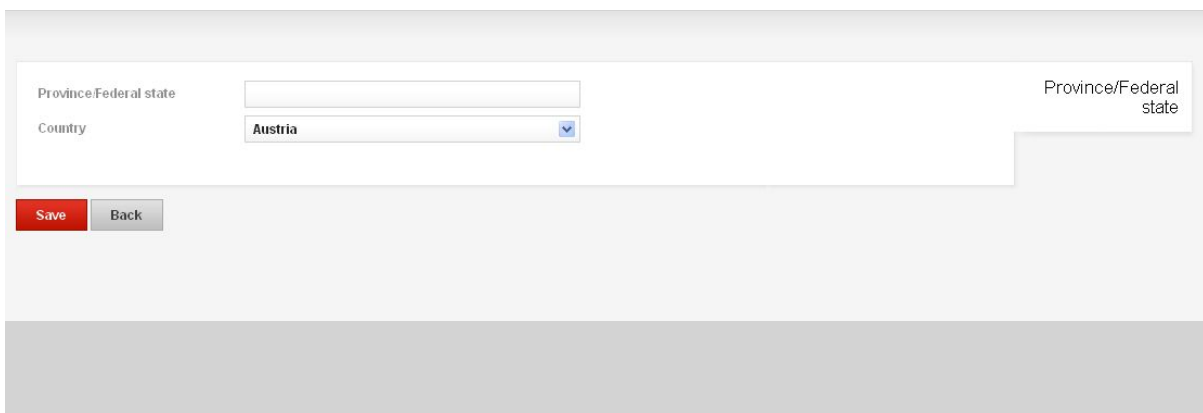 Province/Federal state
Country
Austria
Province/Federal
state
Save
Back